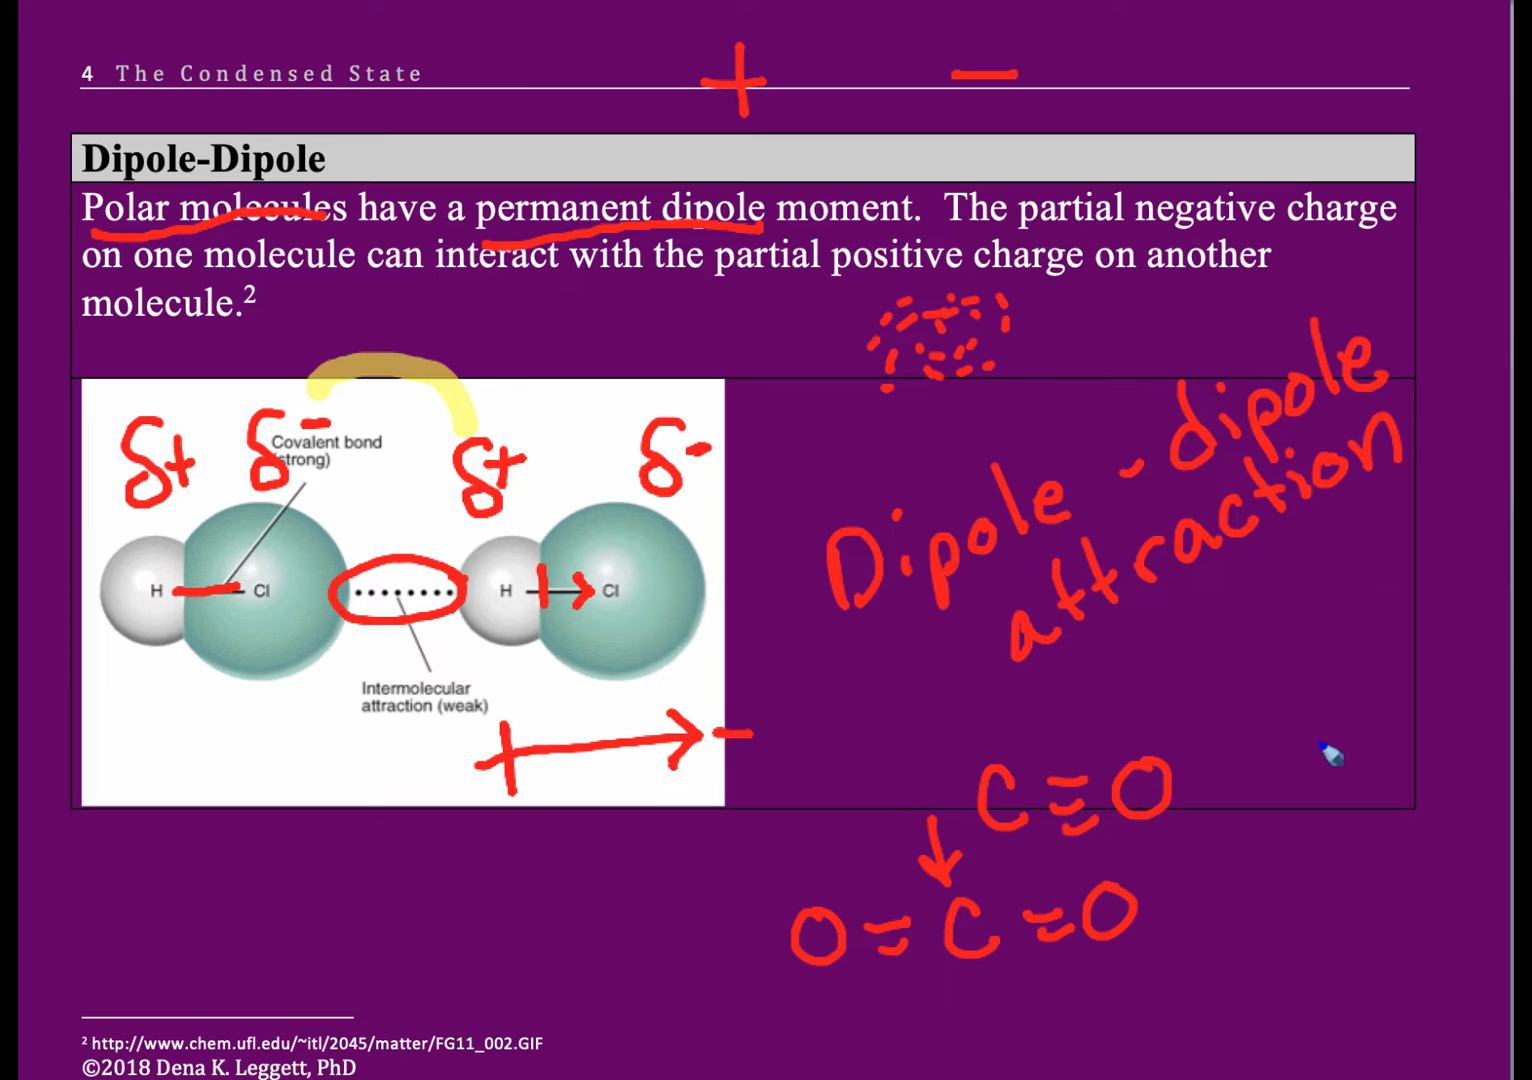 4 The Condensed State
+ −
Dipole-Dipole
Polar molecules have a permanent dipole moment. The partial negative charge
on one molecule can interact with the partial positive charge on another
molecule.2
δ+ δ− δ+ δ−
Covalent bond
(strong)
H Cl H Cl
Intermolecular
attraction (weak)
+ −
Dipole - dipole
attraction
C≡O
O=C=O
2 http://www.chem.ufl.edu/~itl/2045/matter/FG11_002.GIF
©2018 Dena K. Leggett, PhD